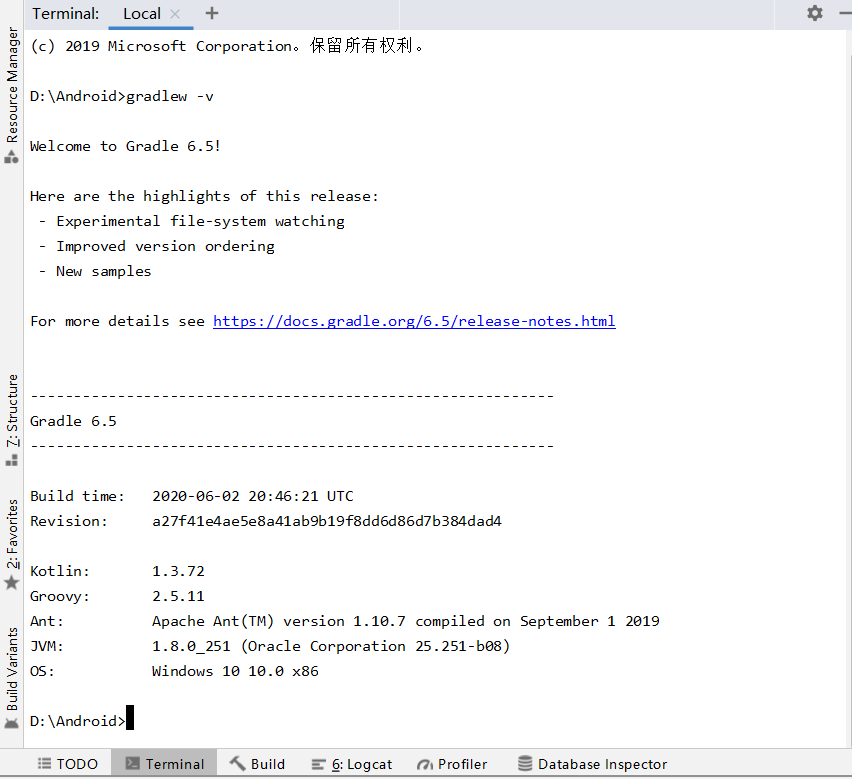 Terminal: Local
(c) 2019 Microsoft Corporation。保留所有权利。
D:\Android>gradlew -v
Welcome to Gradle 6.5!
Here are the highlights of this release:
- Experimental file-system watching
- Improved version ordering
- New samples
For more details see https://docs.gradle.org/6.5/release-notes.html
------------------------------------------------------------
Gradle 6.5
------------------------------------------------------------
Build time: 2020-06-02 20:46:21 UTC
Revision: a27f41e4ae5e8a41ab9b19f8dd6d86d7b384dad4
Kotlin: 1.3.72
Groovy: 2.5.11
Ant: Apache Ant(TM) version 1.10.7 compiled on September 1 2019
JVM: 1.8.0_251 (Oracle Corporation 25.251-b08)
OS: Windows 10 10.0 x86
D:\Android>
Resource Manager
7: Structure
2: Favorites
Build Variants
TODO Terminal Build 6: Logcat Profiler Database Inspector